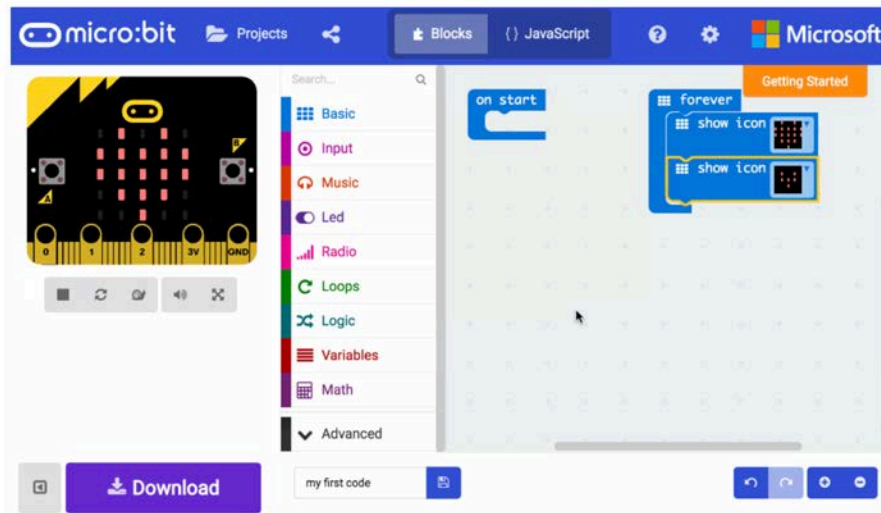 micro:bit Projects Blocks {} JavaScript ? Microsoft
Getting Started
B
A
0 1 2 3V GND
Search...
Basic
Input
Music
Led
Radio
Loops
Logic
Variables
Math
Advanced
on start
forever
show icon
show icon
Download
my first code